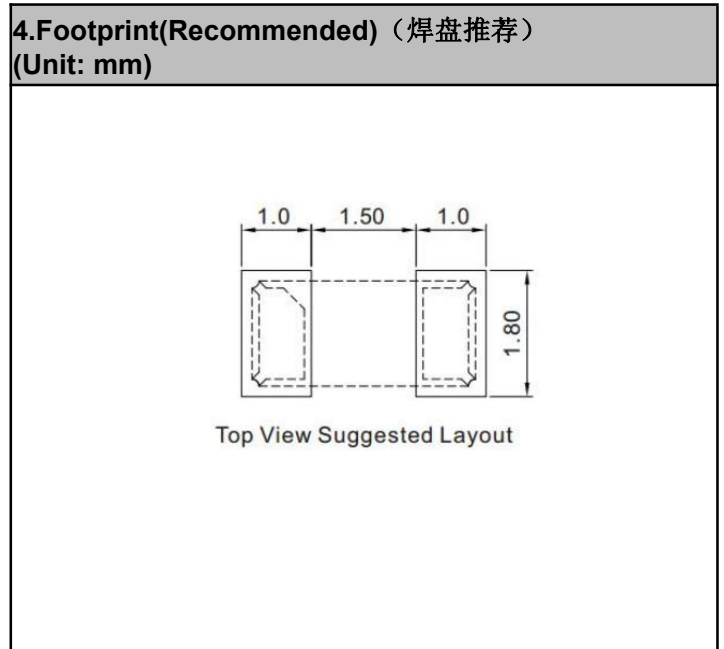 4.Footprint(Recommended)（焊盘推荐）
(Unit: mm)
1.0 1.50 1.0
1.80
Top View Suggested Layout